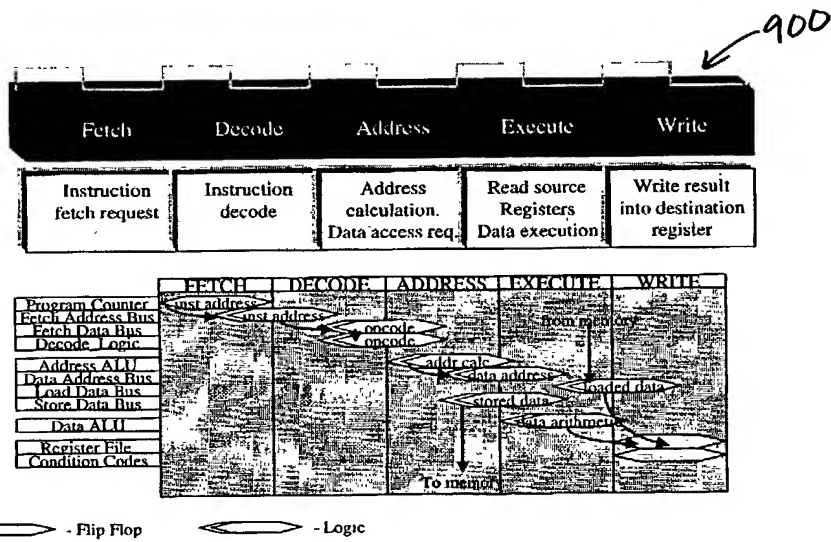 900
Fetch Decode Address Execute Write
Instruction fetch request
Instruction decode
Address calculation. Data access req.
Read source Registers Data execution
Write result into destination register
FETCH DECODE ADDRESS EXECUTE WRITE
Program Counter
Fetch Address Bus
Fetch Data Bus
Decode Logic
Address ALU
Data Address Bus
Load Data Bus
Store Data Bus
Data ALU
Register File
Condition Codes
inst address
inst address
opcode
opcode
from memory
addr calc
data address
loaded data
stored data
data arithmetic
To memory
- Flip Flop - Logic